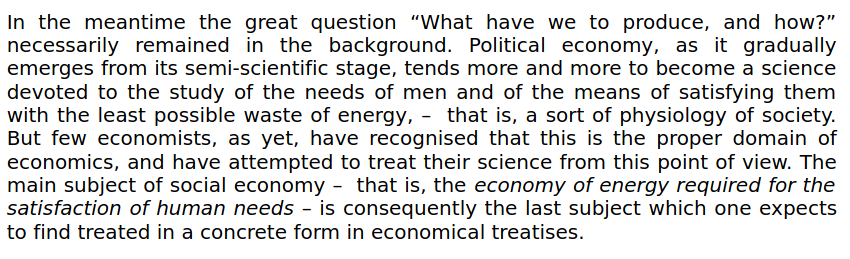 In the meantime the great question “What have we to produce, and how?”
necessarily remained in the background. Political economy, as it gradually
emerges from its semi-scientific stage, tends more and more to become a science
devoted to the study of the needs of men and of the means of satisfying them
with the least possible waste of energy, – that is, a sort of physiology of society.
But few economists, as yet, have recognised that this is the proper domain of
economics, and have attempted to treat their science from this point of view. The
main subject of social economy – that is, the economy of energy required for the
satisfaction of human needs – is consequently the last subject which one expects
to find treated in a concrete form in economical treatises.